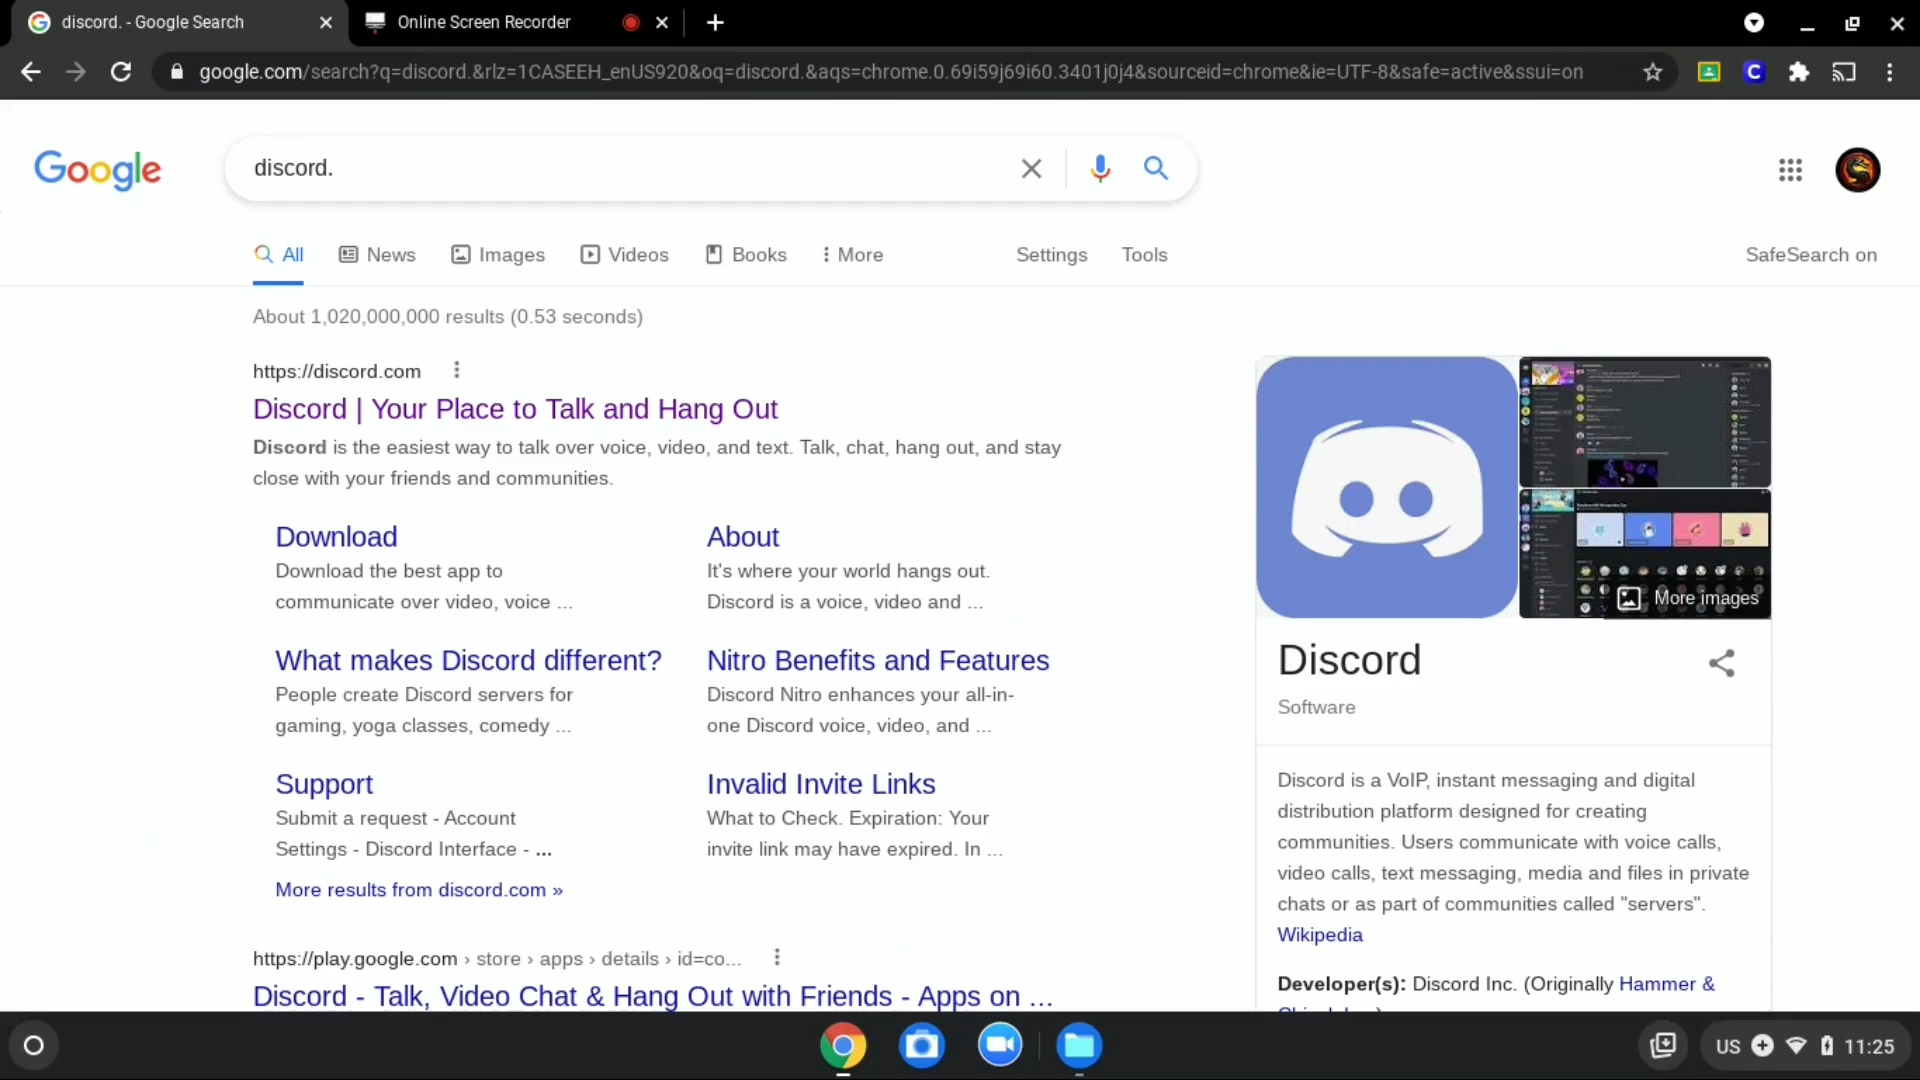 discord. - Google Search
Online Screen Recorder
google.com/search?q=discord.&rlz=1CASEEH_enUS920&oq=discord.&aqs=chrome.0.69i59j69i60.3401j0j4&sourceid=chrome&ie=UTF-8&safe=active&ssui=on
Google
discord.
All
News
Images
Videos
Books
More
Settings
Tools
SafeSearch on
About 1,020,000,000 results (0.53 seconds)
https://discord.com
Discord | Your Place to Talk and Hang Out
Discord is the easiest way to talk over voice, video, and text. Talk, chat, hang out, and stay
close with your friends and communities.
Download
Download the best app to
communicate over video, voice ...
About
It's where your world hangs out.
Discord is a voice, video and ...
What makes Discord different?
People create Discord servers for
gaming, yoga classes, comedy ...
Nitro Benefits and Features
Discord Nitro enhances your all-in-
one Discord voice, video, and ...
Support
Submit a request - Account
Settings - Discord Interface - ...
Invalid Invite Links
What to Check. Expiration: Your
invite link may have expired. In ...
More results from discord.com »
https://play.google.com › store › apps › details › id=co...
Discord - Talk, Video Chat & Hang Out with Friends - Apps on ...
More images
Discord
Software
Discord is a VoIP, instant messaging and digital
distribution platform designed for creating
communities. Users communicate with voice calls,
video calls, text messaging, media and files in private
chats or as part of communities called "servers".
Wikipedia
Developer(s): Discord Inc. (Originally Hammer &
US
11:25